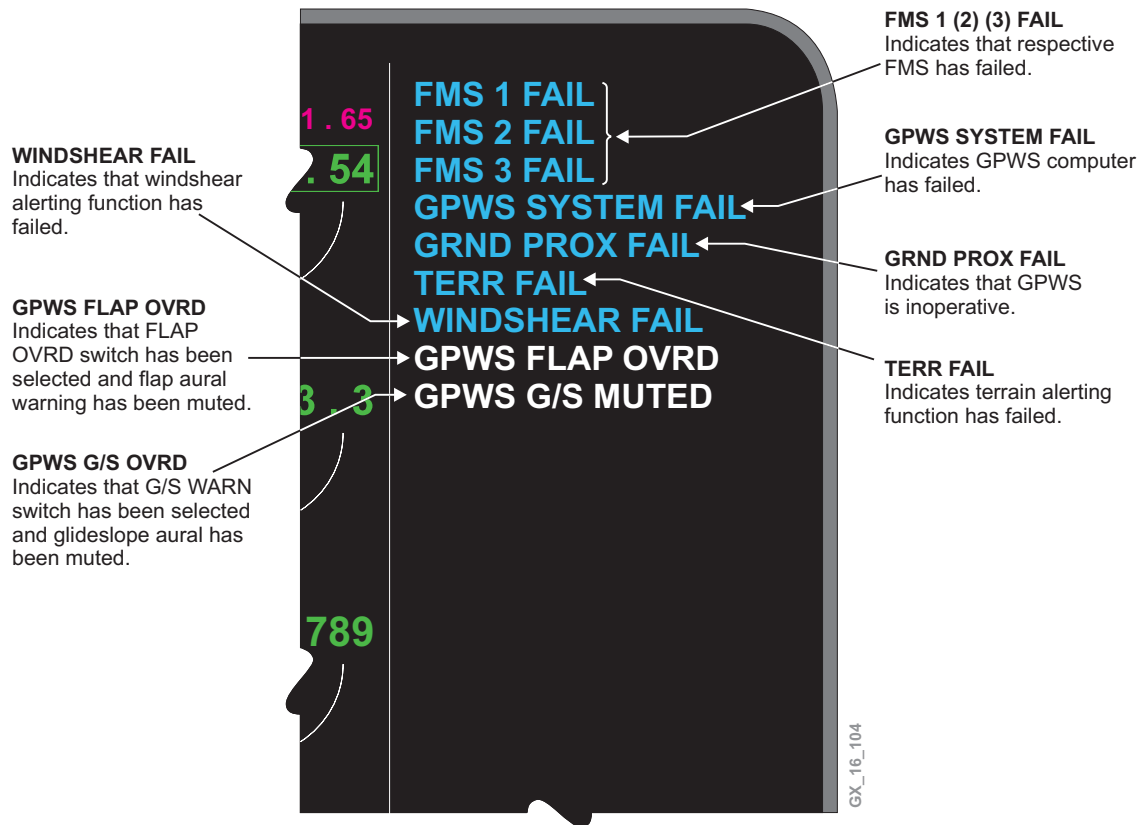 WINDSHEAR FAIL
Indicates that windshear
alerting function has
failed.
GPWS FLAP OVRD
Indicates that FLAP
OVRD switch has been
selected and flap aural
warning has been muted.
GPWS G/S OVRD
Indicates that G/S WARN
switch has been selected
and glideslope aural has
been muted.
1.65
.54
3.3
789
FMS 1 FAIL
FMS 2 FAIL
FMS 3 FAIL
GPWS SYSTEM FAIL
GRND PROX FAIL
TERR FAIL
WINDSHEAR FAIL
GPWS FLAP OVRD
GPWS G/S MUTED
FMS 1 (2) (3) FAIL
Indicates that respective
FMS has failed.
GPWS SYSTEM FAIL
Indicates GPWS computer
has failed.
GRND PROX FAIL
Indicates that GPWS
is inoperative.
TERR FAIL
Indicates terrain alerting
function has failed.
GX_16_104